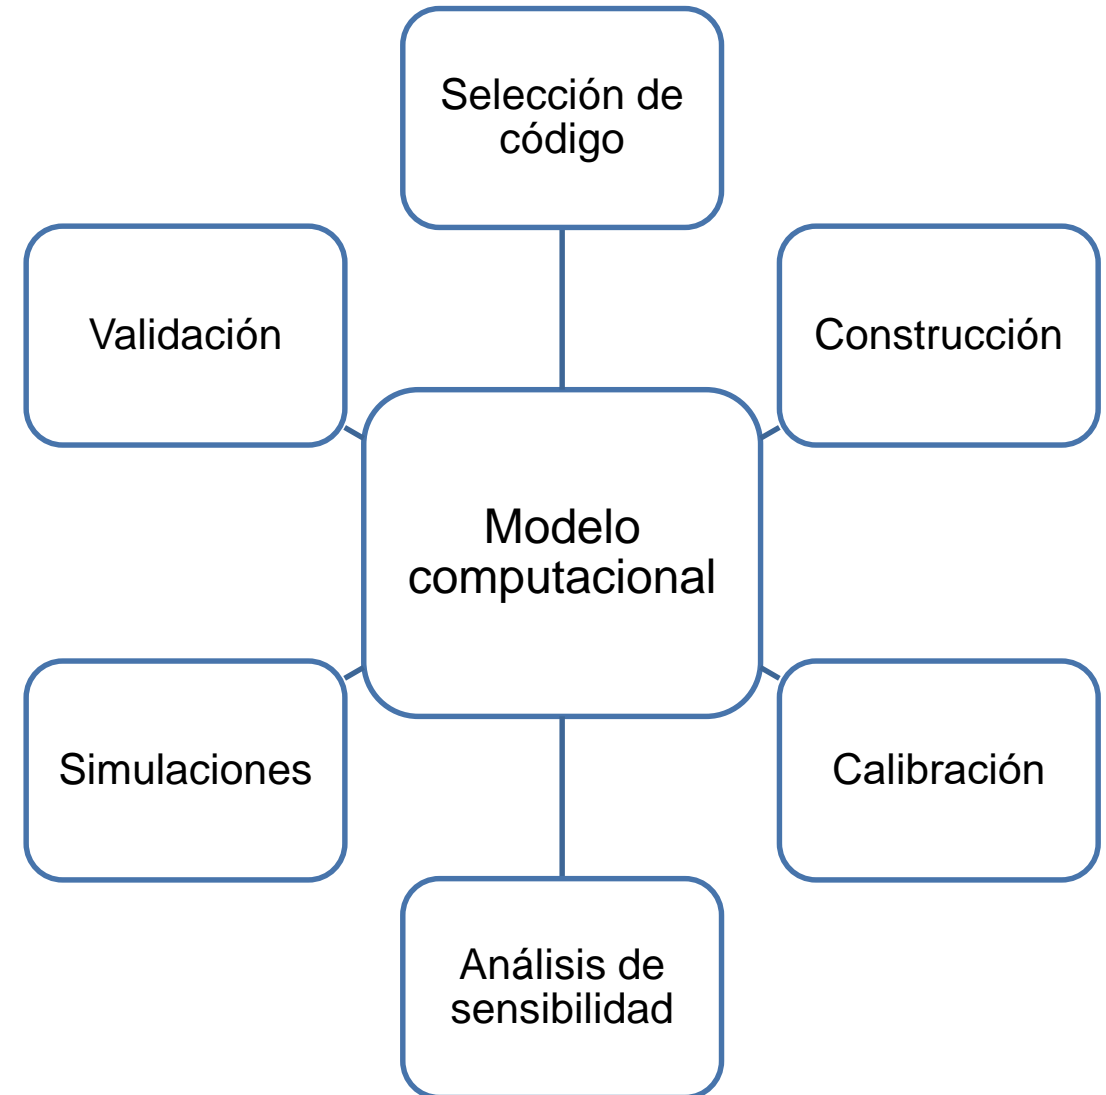 Selección de
código
Validación
Construcción
Modelo
computacional
Simulaciones
Calibración
Análisis de
sensibilidad